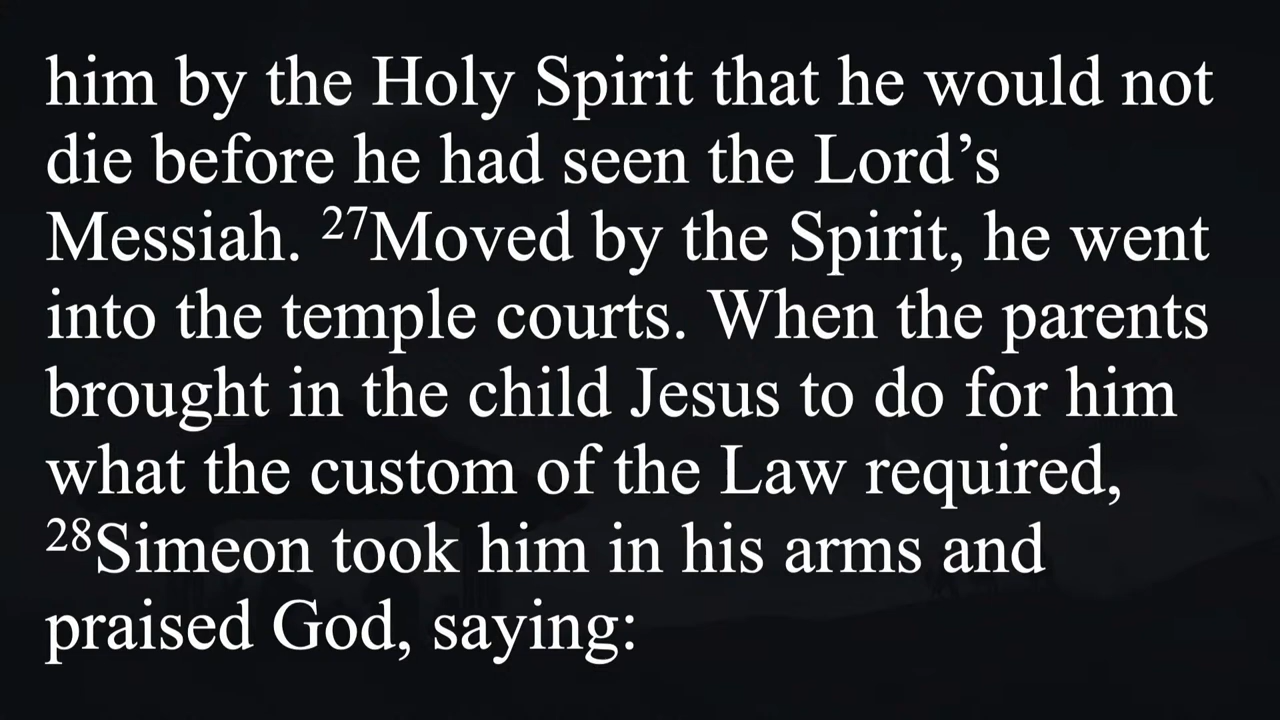 him by the Holy Spirit that he would not
die before he had seen the Lord’s
Messiah. ²⁷Moved by the Spirit, he went
into the temple courts. When the parents
brought in the child Jesus to do for him
what the custom of the Law required,
²⁸Simeon took him in his arms and
praised God, saying: